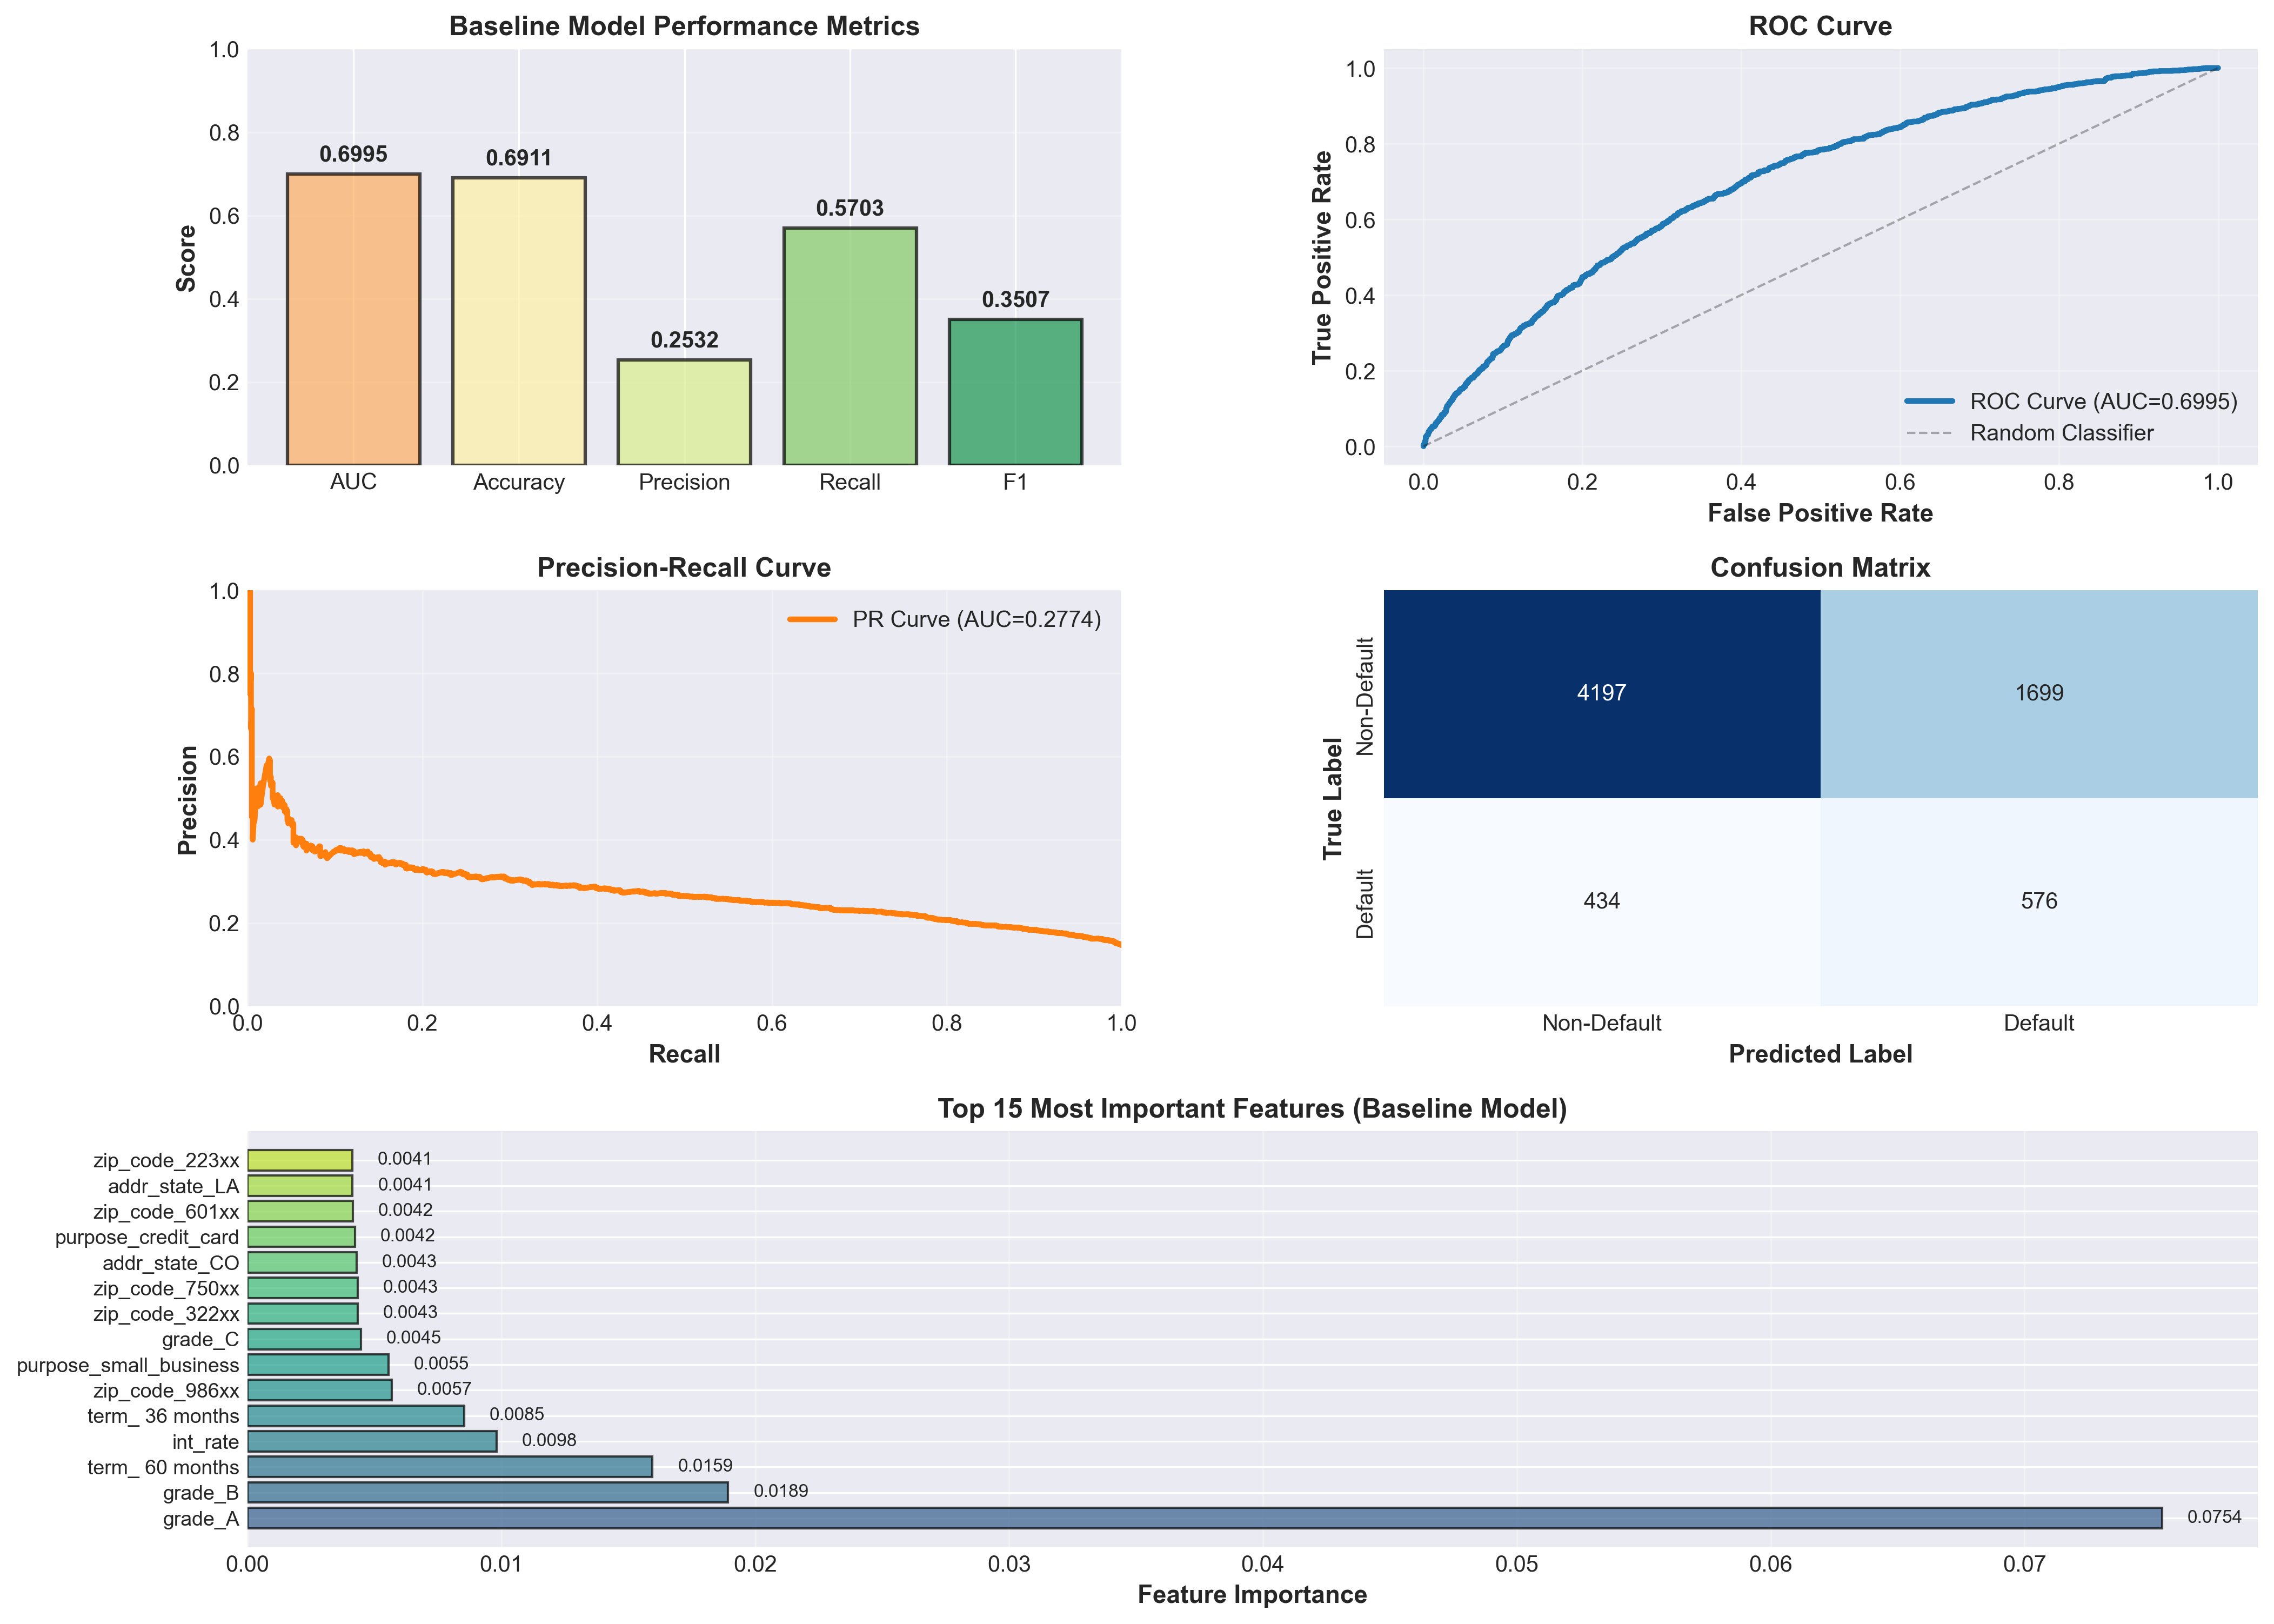 Baseline Model Performance Metrics
1.0
0.8
0.6
0.4
0.2
0.0
Score
0.6995
0.6911
0.2532
0.5703
0.3507
AUC Accuracy Precision Recall F1
ROC Curve
1.0
0.8
0.6
0.4
0.2
0.0
True Positive Rate
ROC Curve (AUC=0.6995)
Random Classifier
0.0 0.2 0.4 0.6 0.8 1.0
False Positive Rate
Precision-Recall Curve
1.0
0.8
0.6
0.4
0.2
0.0
Precision
PR Curve (AUC=0.2774)
0.0 0.2 0.4 0.6 0.8 1.0
Recall
Confusion Matrix
True Label
Non-Default
4197 1699
Default
434 576
Non-Default Default
Predicted Label
Top 15 Most Important Features (Baseline Model)
zip_code_223xx 0.0041
addr_state_LA 0.0041
zip_code_601xx 0.0042
purpose_credit_card 0.0042
addr_state_CO 0.0043
zip_code_750xx 0.0043
zip_code_322xx 0.0043
grade_C 0.0045
purpose_small_business 0.0055
zip_code_986xx 0.0057
term_ 36 months 0.0085
int_rate 0.0098
term_ 60 months 0.0159
grade_B 0.0189
grade_A 0.0754
0.00 0.01 0.02 0.03 0.04 0.05 0.06 0.07
Feature Importance